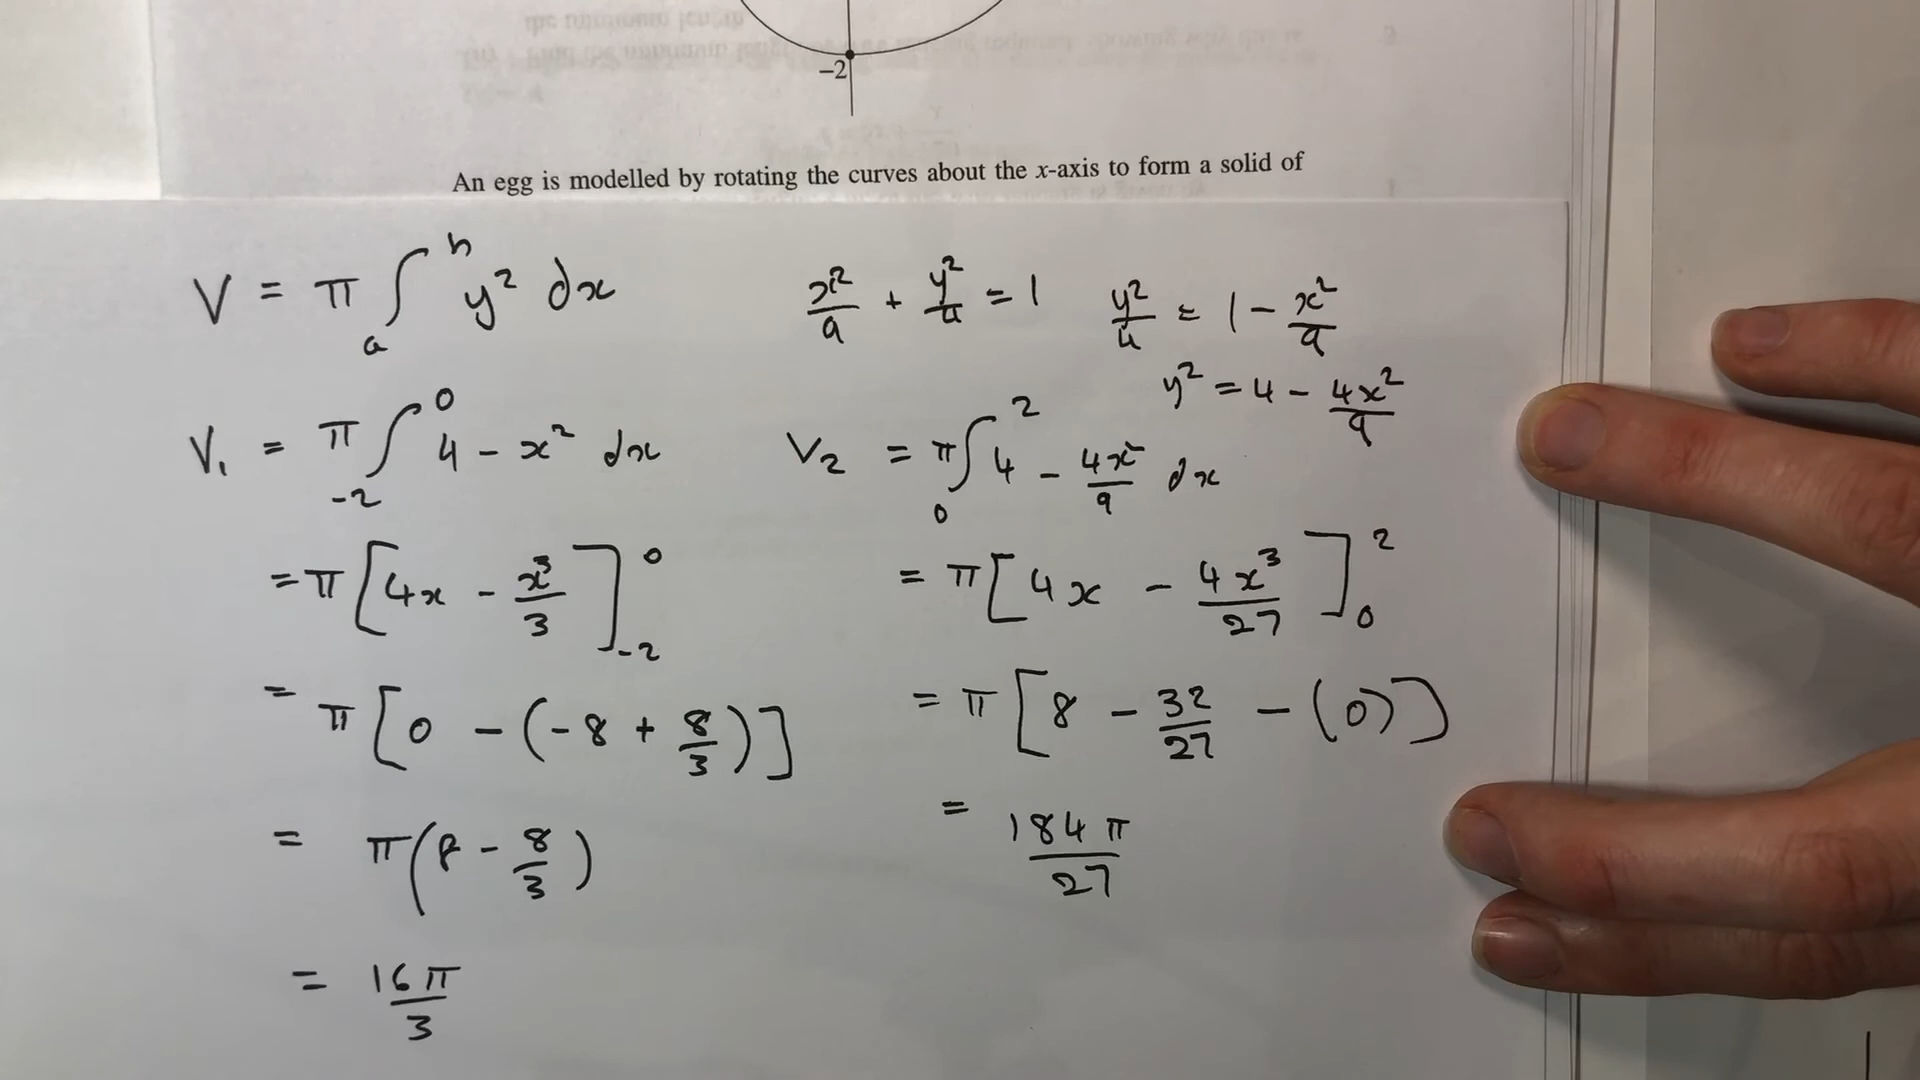 -2
An egg is modelled by rotating the curves about the x-axis to form a solid of
V = π ∫_a^b y² dx
x²/9 + y²/4 = 1
y²/4 = 1 - x²/9
y² = 4 - 4x²/9
V₁ = π ∫_-2^0 4 - x² dx
= π [4x - x³/3]_-2^0
= π [0 - (-8 + 8/3)]
= π (8 - 8/3)
= 16π/3
V₂ = π ∫_0^2 4 - 4x²/9 dx
= π [4x - 4x³/27]_0^2
= π [8 - 32/27 - (0)]
= 184π/27